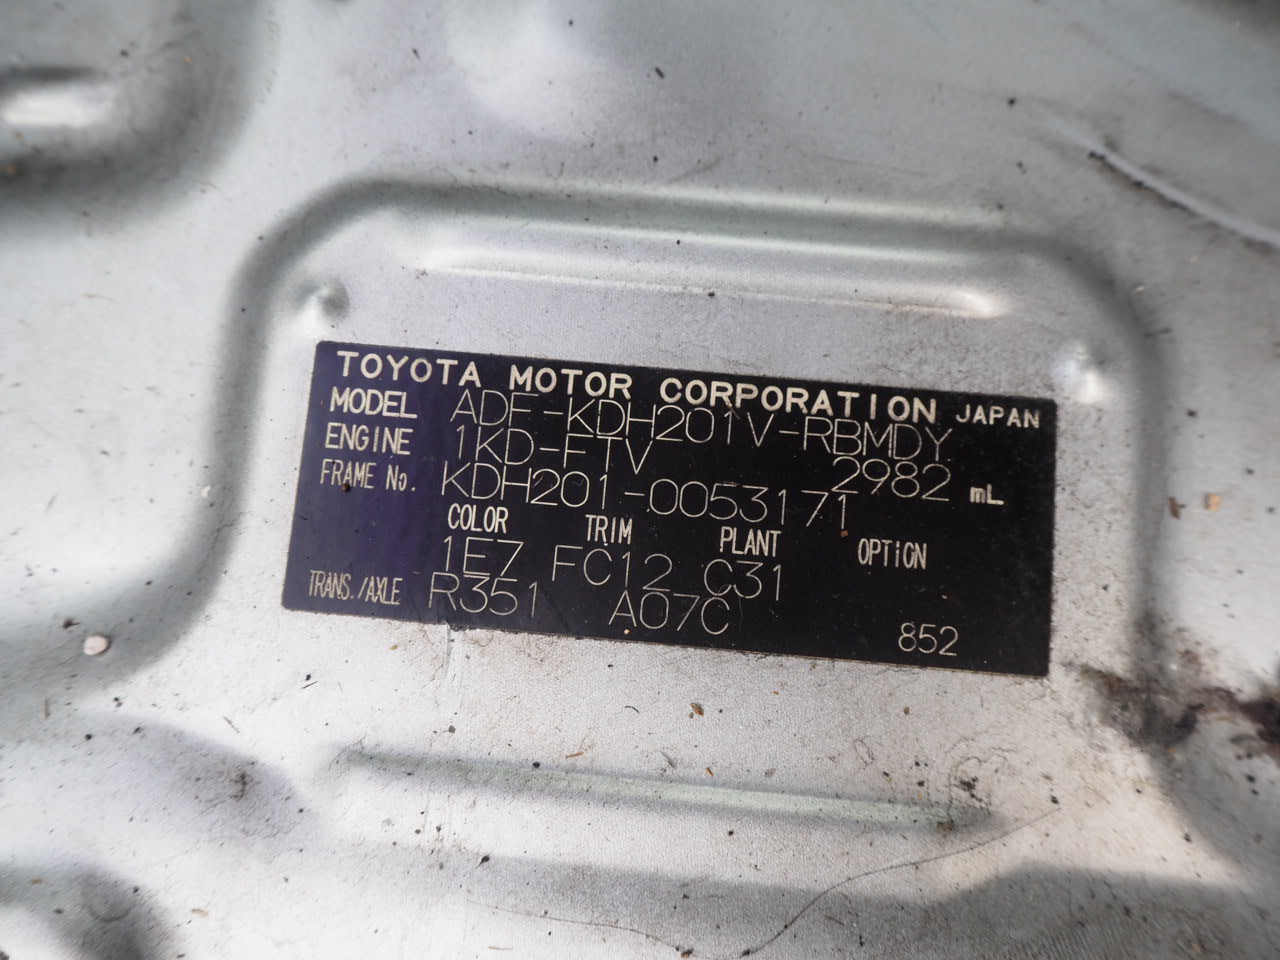 TOYOTA MOTOR CORPORATION JAPAN
MODEL ADF-KDH201V-RBMDY
ENGINE 1KD-FTV 2982 mL
FRAME No. KDH201-0053171
COLOR TRIM PLANT OPTION
1E7 FC12 C31
TRANS./AXLE R351 A07C 852